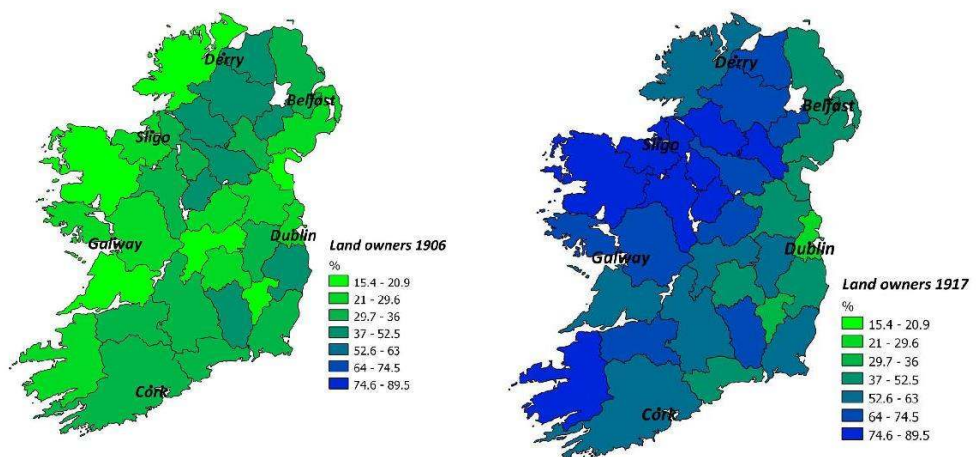 Derry
Belfast
Sligo
Galway
Dublin
Cork
Land owners 1906
%
15.4 - 20.9
21 - 29.6
29.7 - 36
37 - 52.5
52.6 - 63
64 - 74.5
74.6 - 89.5
Derry
Belfast
Sligo
Galway
Dublin
Cork
Land owners 1917
%
15.4 - 20.9
21 - 29.6
29.7 - 36
37 - 52.5
52.6 - 63
64 - 74.5
74.6 - 89.5